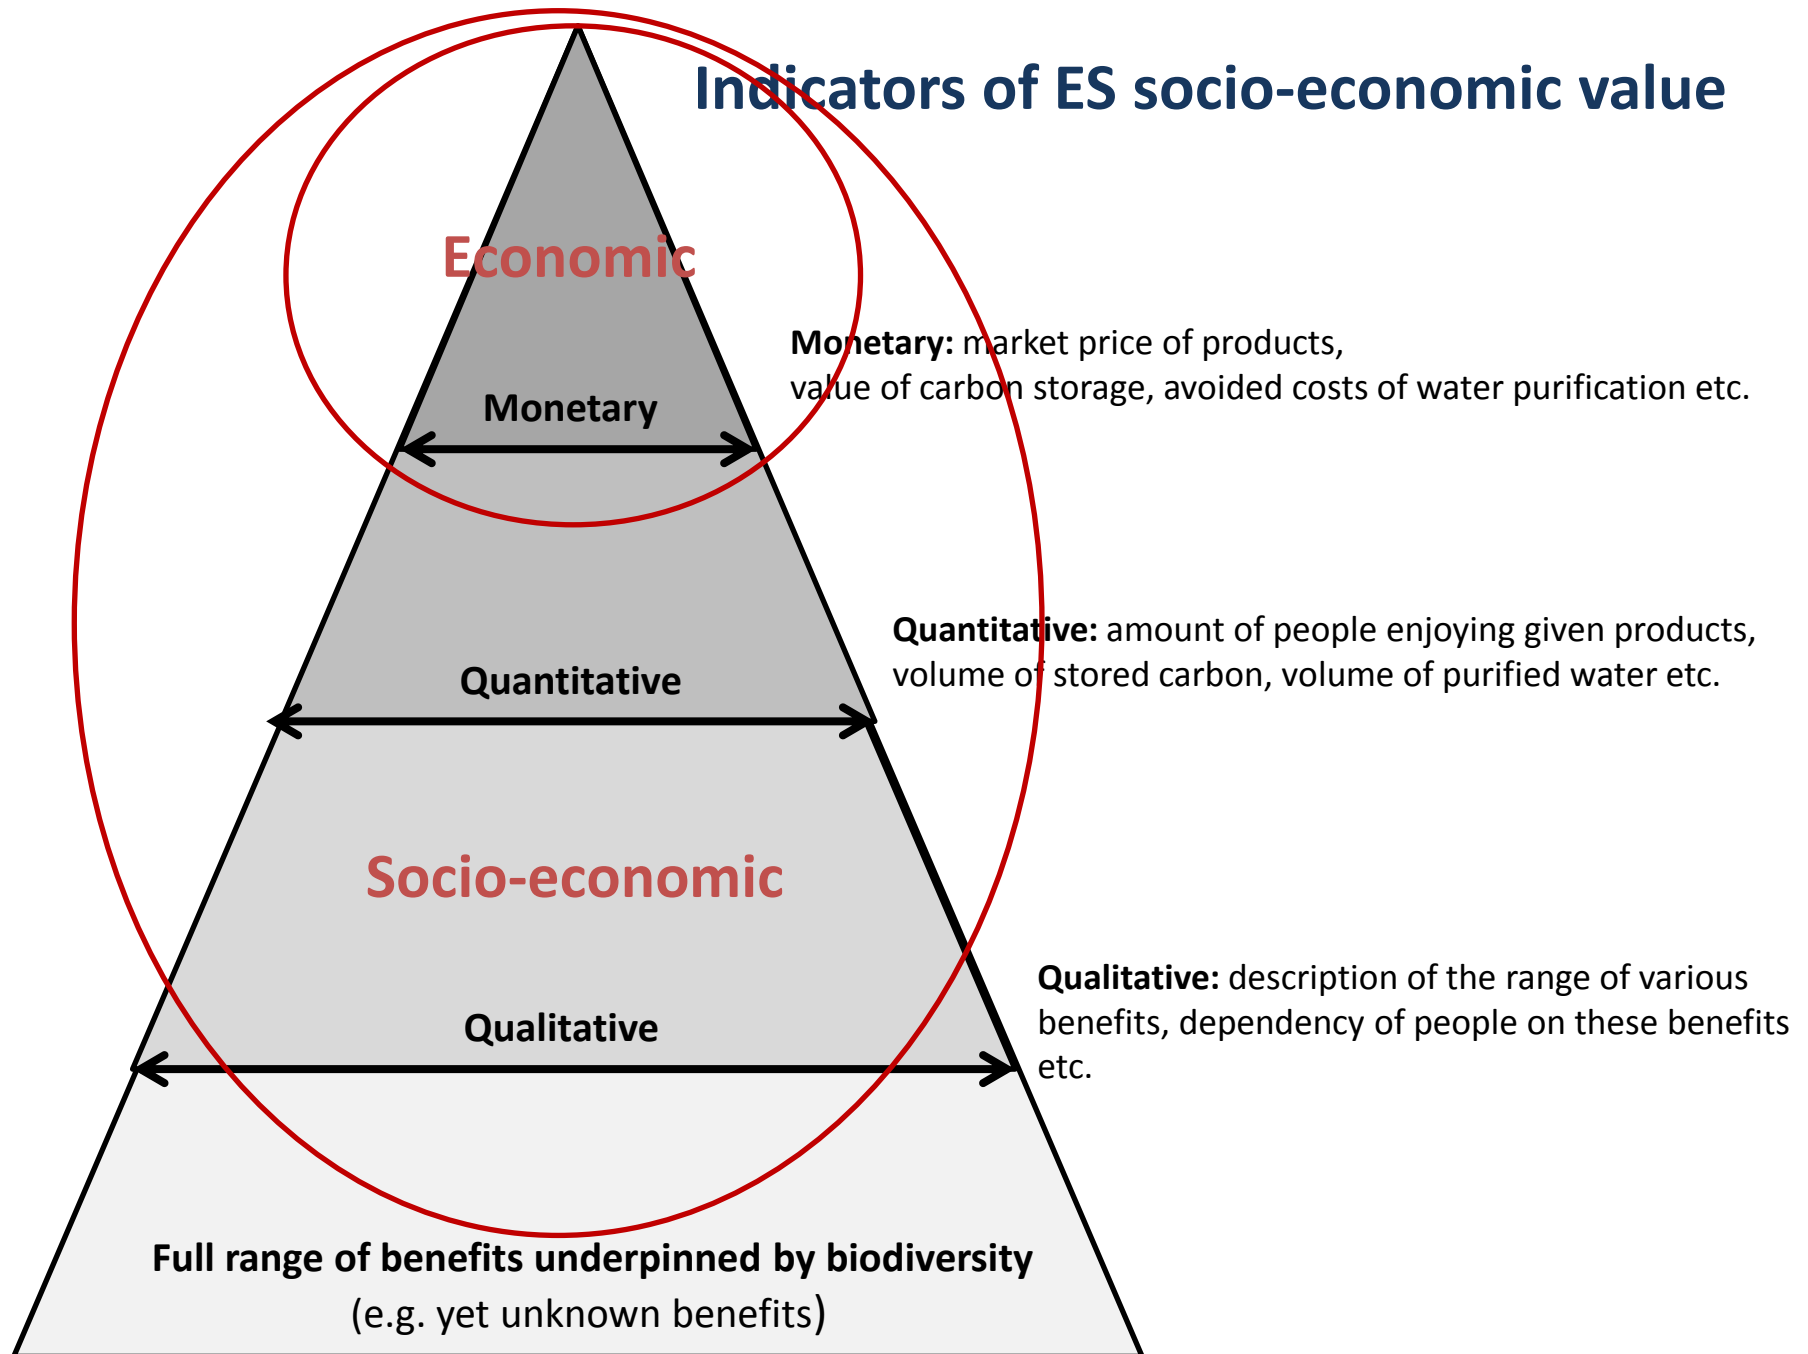 Indicators of ES socio-economic value
Economic
Monetary: market price of products,
value of carbon storage, avoided costs of water purification etc.
Monetary
Quantitative: amount of people enjoying given products,
volume of stored carbon, volume of purified water etc.
Quantitative
Socio-economic
Qualitative: description of the range of various
benefits, dependency of people on these benefits
etc.
Qualitative
Full range of benefits underpinned by biodiversity
(e.g. yet unknown benefits)